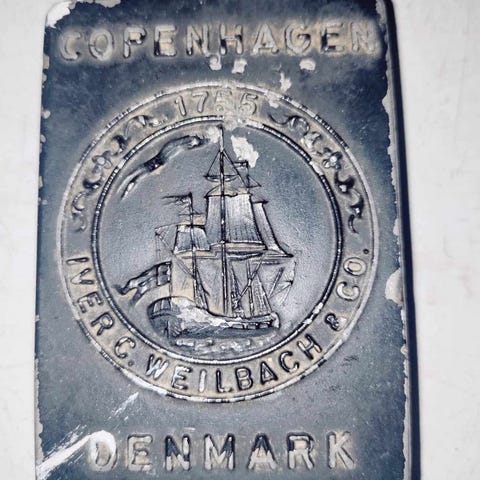 COPENHAGEN
1755
IVER C. WEILBACH & CO.
DENMARK